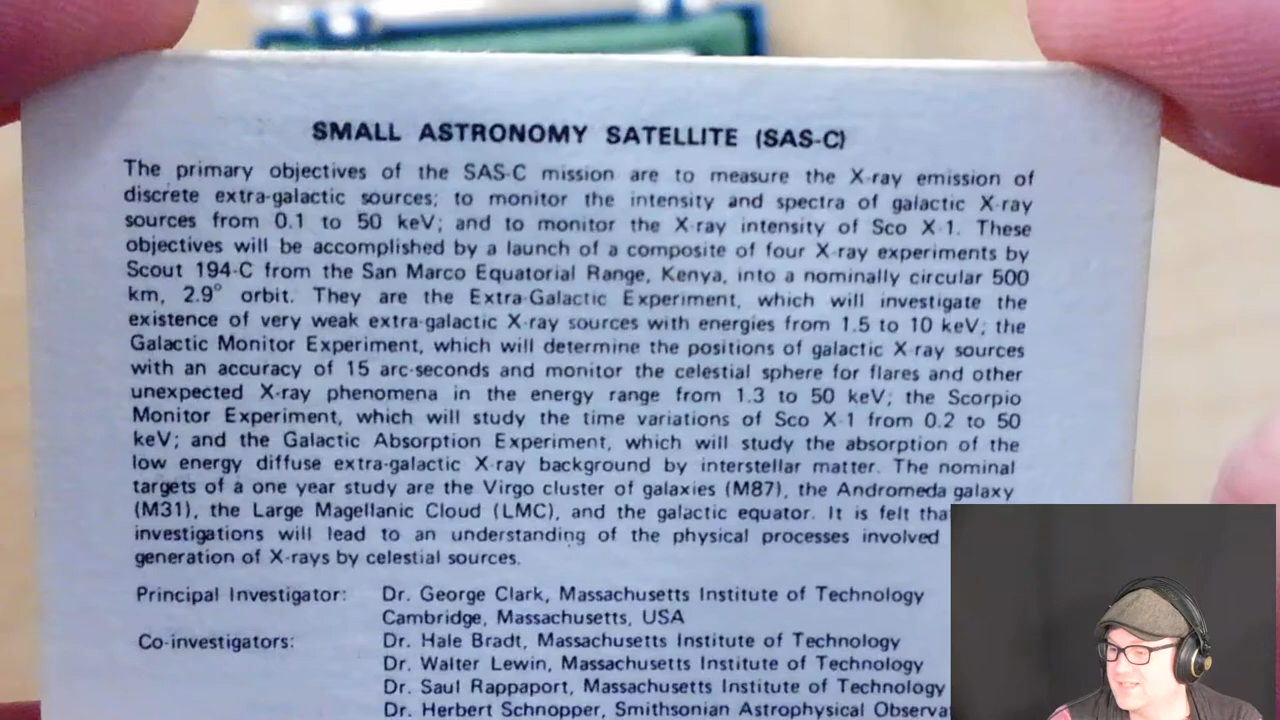 SMALL ASTRONOMY SATELLITE (SAS-C)
The primary objectives of the SAS-C mission are to measure the X-ray emission of
discrete extra-galactic sources; to monitor the intensity and spectra of galactic X-ray
sources from 0.1 to 50 keV; and to monitor the X-ray intensity of Sco X-1. These
objectives will be accomplished by a launch of a composite of four X-ray experiments by
Scout 194-C from the San Marco Equatorial Range, Kenya, into a nominally circular 500
km, 2.9° orbit. They are the Extra-Galactic Experiment, which will investigate the
existence of very weak extra-galactic X-ray sources with energies from 1.5 to 10 keV; the
Galactic Monitor Experiment, which will determine the positions of galactic X-ray sources
with an accuracy of 15 arc-seconds and monitor the celestial sphere for flares and other
unexpected X-ray phenomena in the energy range from 1.3 to 50 keV; the Scorpio
Monitor Experiment, which will study the time variations of Sco X-1 from 0.2 to 50
keV; and the Galactic Absorption Experiment, which will study the absorption of the
low energy diffuse extra-galactic X-ray background by interstellar matter. The nominal
targets of a one year study are the Virgo cluster of galaxies (M87), the Andromeda galaxy
(M31), the Large Magellanic Cloud (LMC), and the galactic equator. It is felt
investigations will lead to an understanding of the physical processes involved
generation of X-rays by celestial sources.
Principal Investigator: Dr. George Clark, Massachusetts Institute of Technology
Cambridge, Massachusetts, USA
Co-investigators: Dr. Hale Bradt, Massachusetts Institute of Technology
Dr. Walter Lewin, Massachusetts Institute of Technology
Dr. Saul Rappaport, Massachusetts Institute of Technology
Dr. Herbert Schnopper, Smithsonian Astrophysical